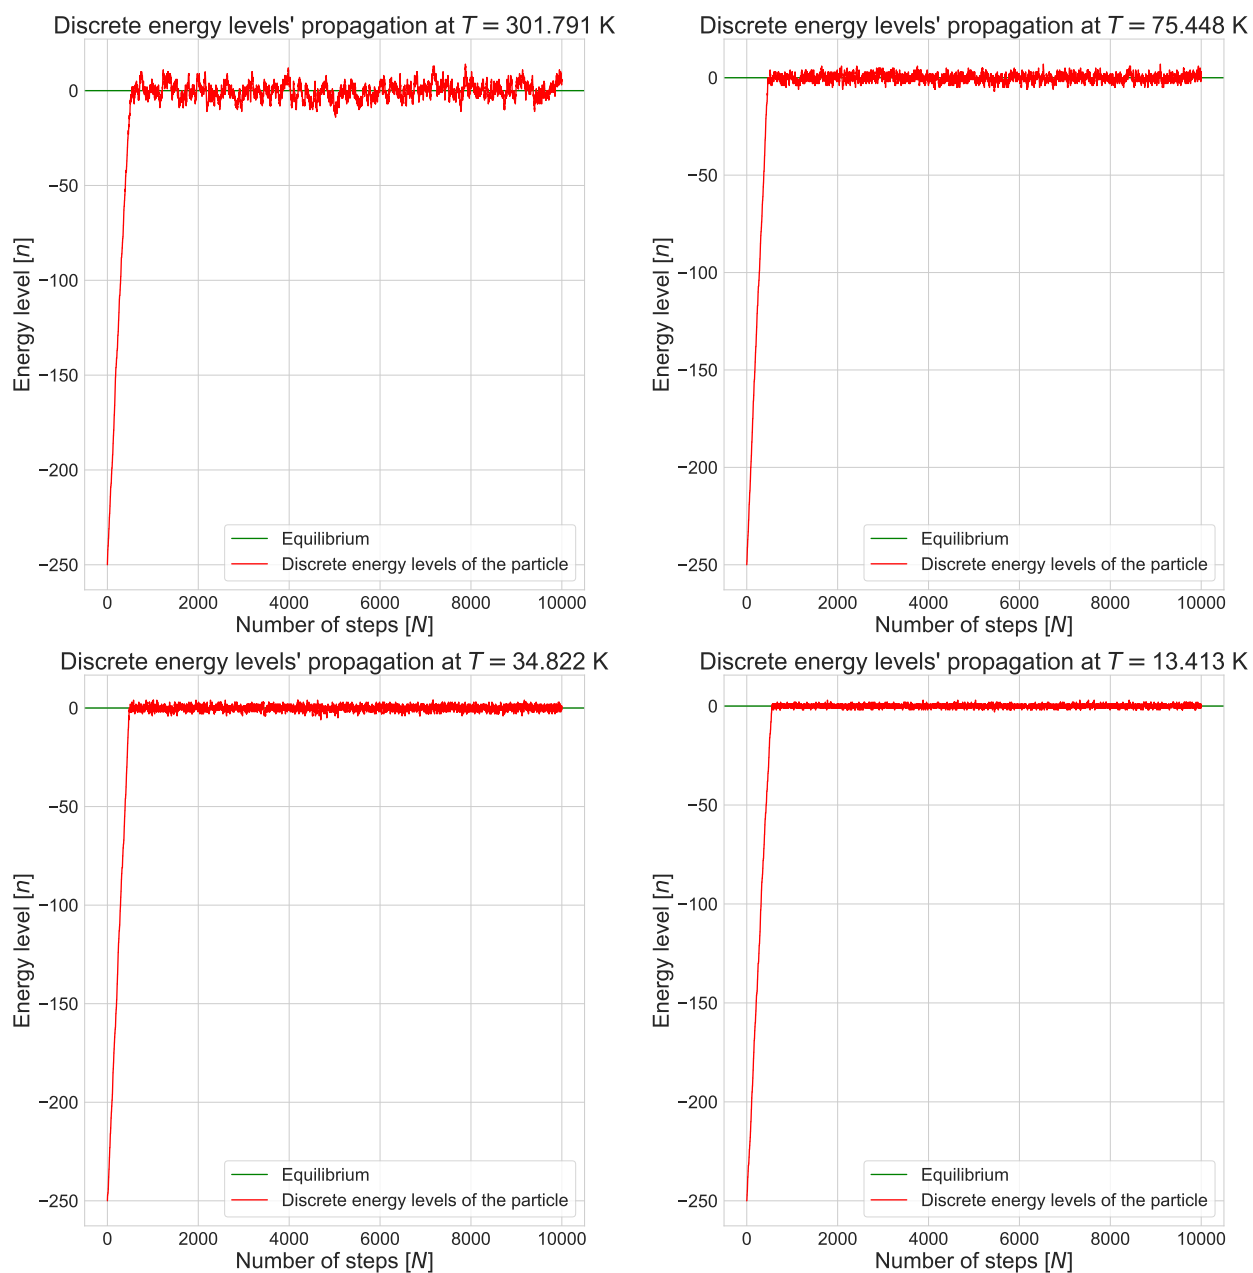 Discrete energy levels' propagation at T = 301.791 K
Energy level [n]
0
−50
−100
−150
−200
−250
Equilibrium
Discrete energy levels of the particle
0 2000 4000 6000 8000 10000
Number of steps [N]
Discrete energy levels' propagation at T = 75.448 K
Energy level [n]
0
−50
−100
−150
−200
−250
Equilibrium
Discrete energy levels of the particle
0 2000 4000 6000 8000 10000
Number of steps [N]
Discrete energy levels' propagation at T = 34.822 K
Energy level [n]
0
−50
−100
−150
−200
−250
Equilibrium
Discrete energy levels of the particle
0 2000 4000 6000 8000 10000
Number of steps [N]
Discrete energy levels' propagation at T = 13.413 K
Energy level [n]
0
−50
−100
−150
−200
−250
Equilibrium
Discrete energy levels of the particle
0 2000 4000 6000 8000 10000
Number of steps [N]